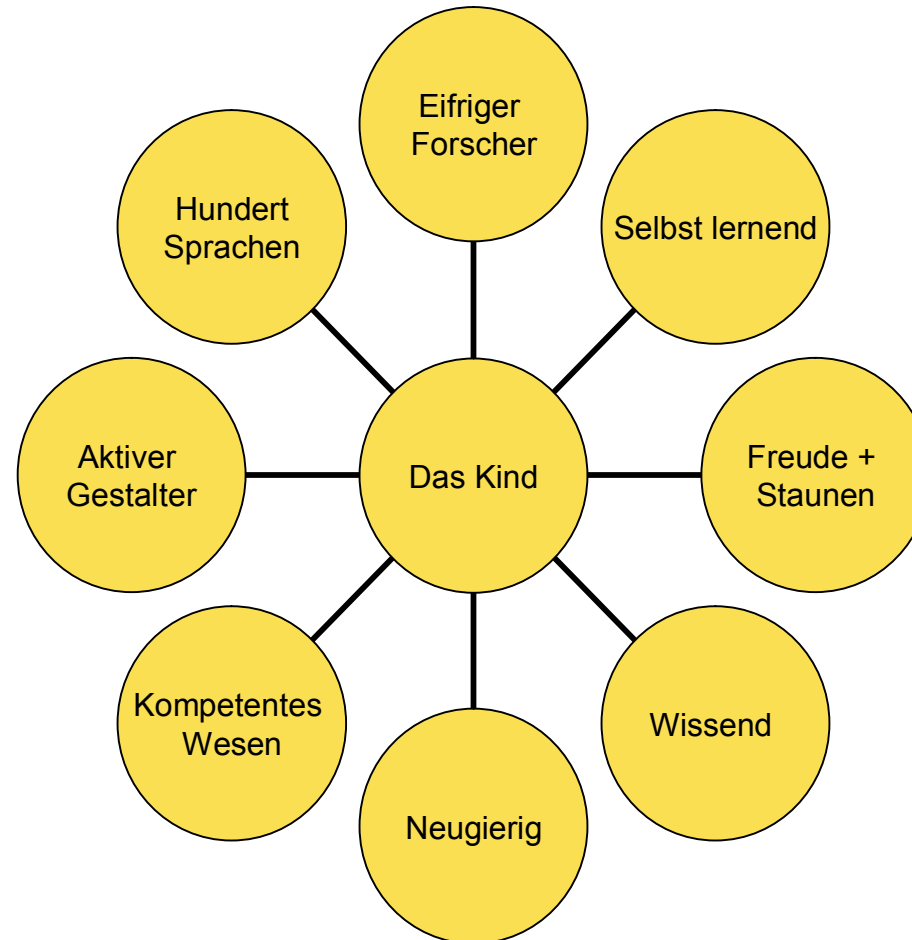 Eifriger
Forscher
Hundert
Sprachen
Selbst lernend
Aktiver
Gestalter
Das Kind
Freude +
Staunen
Kompetentes
Wesen
Wissend
Neugierig